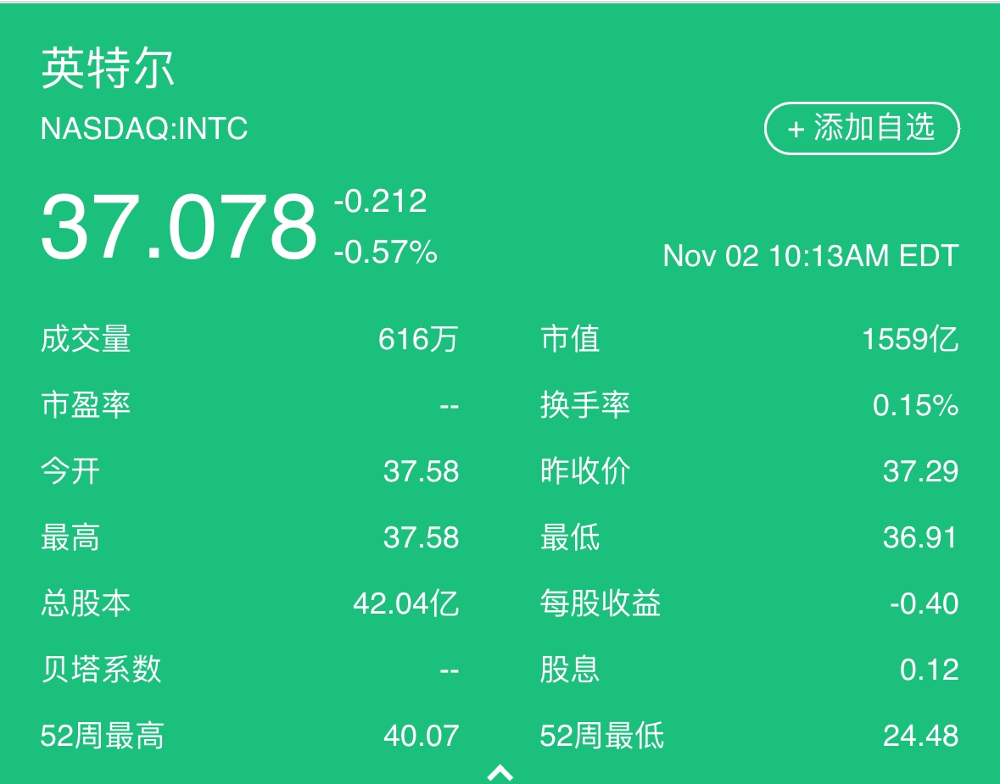 英特尔
NASDAQ:INTC
+ 添加自选
37.078
-0.212
-0.57%
Nov 02 10:13AM EDT
成交量 616万 市值 1559亿
市盈率 -- 换手率 0.15%
今开 37.58 昨收价 37.29
最高 37.58 最低 36.91
总股本 42.04亿 每股收益 -0.40
贝塔系数 -- 股息 0.12
52周最高 40.07 52周最低 24.48